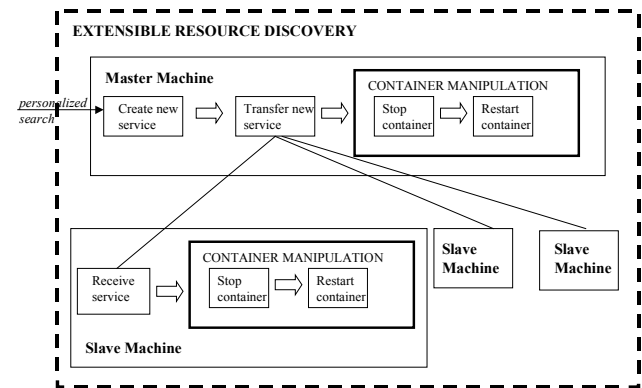 EXTENSIBLE RESOURCE DISCOVERY
Master Machine
personalized
search
Create new
service
Transfer new
service
CONTAINER MANIPULATION
Stop
container
Restart
container
Receive
service
CONTAINER MANIPULATION
Stop
container
Restart
container
Slave Machine
Slave
Machine
Slave
Machine